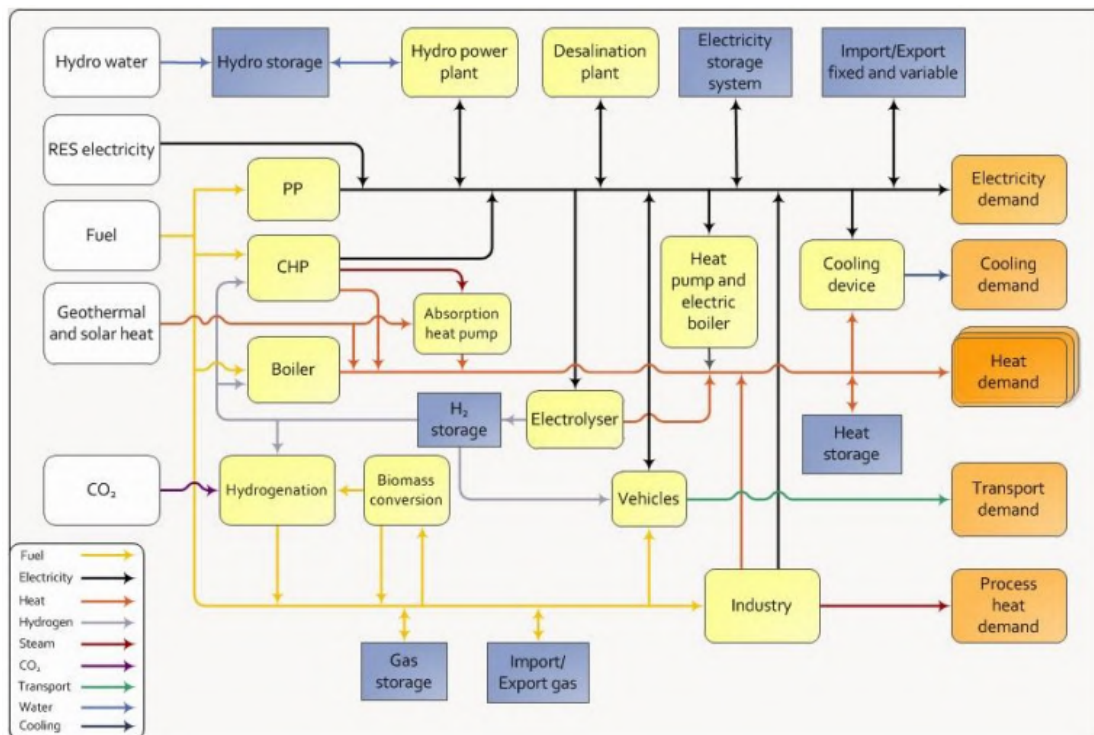 Hydro water
Hydro storage
Hydro power
plant
Desalination
plant
Electricity
storage
system
Import/Export
fixed and variable
RES electricity
PP
Electricity
demand
Fuel
CHP
Heat
pump and
electric
boiler
Cooling
device
Cooling
demand
Geothermal
and solar heat
Absorption
heat pump
Boiler
Heat
demand
H₂
storage
Electrolyser
Heat
storage
CO₂
Hydrogenation
Biomass
conversion
Vehicles
Transport
demand
Fuel
Electricity
Heat
Hydrogen
Steam
CO₂
Transport
Water
Cooling
Industry
Process
heat
demand
Gas
storage
Import/
Export gas